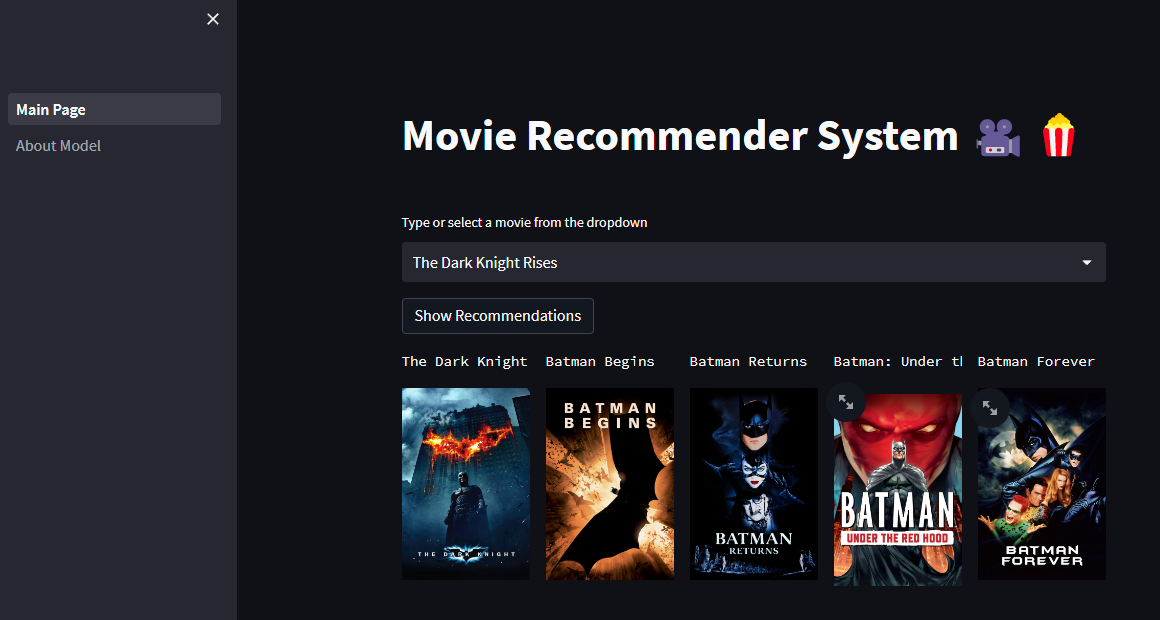 Main Page
About Model
Movie Recommender System
Type or select a movie from the dropdown
The Dark Knight Rises
Show Recommendations
The Dark Knight
Batman Begins
Batman Returns
Batman: Under th
Batman Forever
THE DARK KNIGHT
BATMAN
BEGINS
BATMAN
RETURNS
BATMAN
UNDER THE RED HOOD
BATMAN
FOREVER